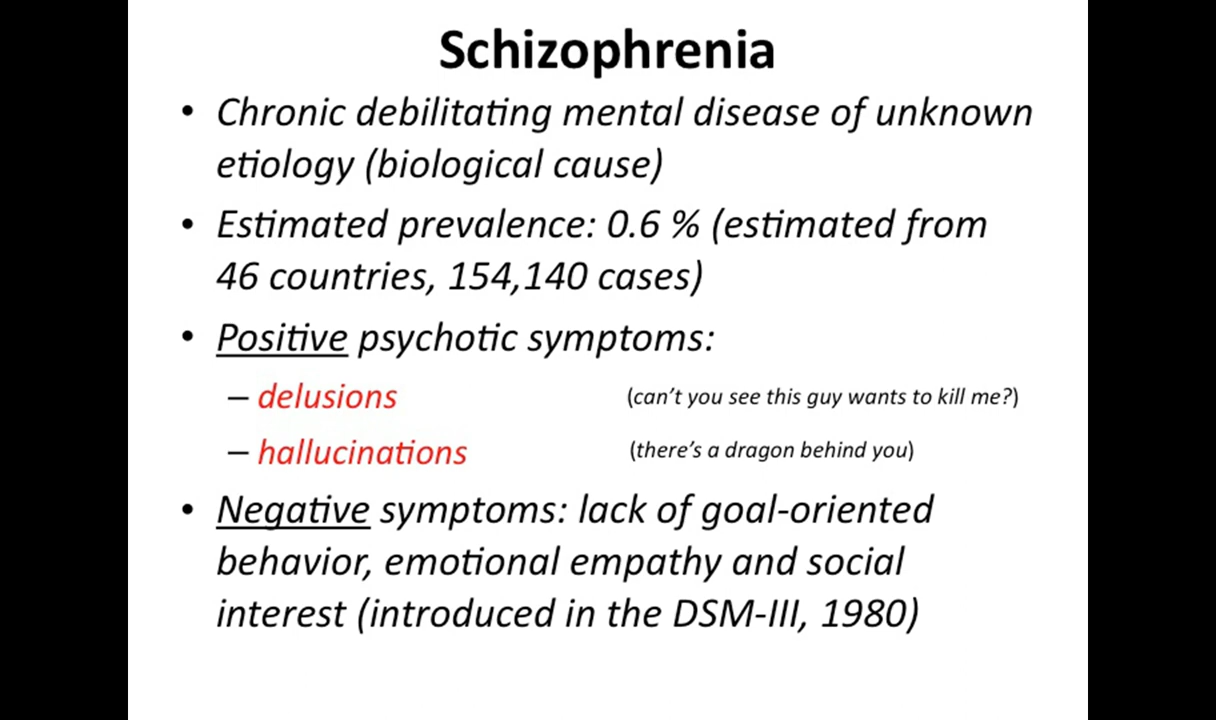 Schizophrenia
• Chronic debilitating mental disease of unknown
etiology (biological cause)
• Estimated prevalence: 0.6 % (estimated from
46 countries, 154,140 cases)
• Positive psychotic symptoms:
– delusions (can't you see this guy wants to kill me?)
– hallucinations (there's a dragon behind you)
• Negative symptoms: lack of goal-oriented
behavior, emotional empathy and social
interest (introduced in the DSM-III, 1980)